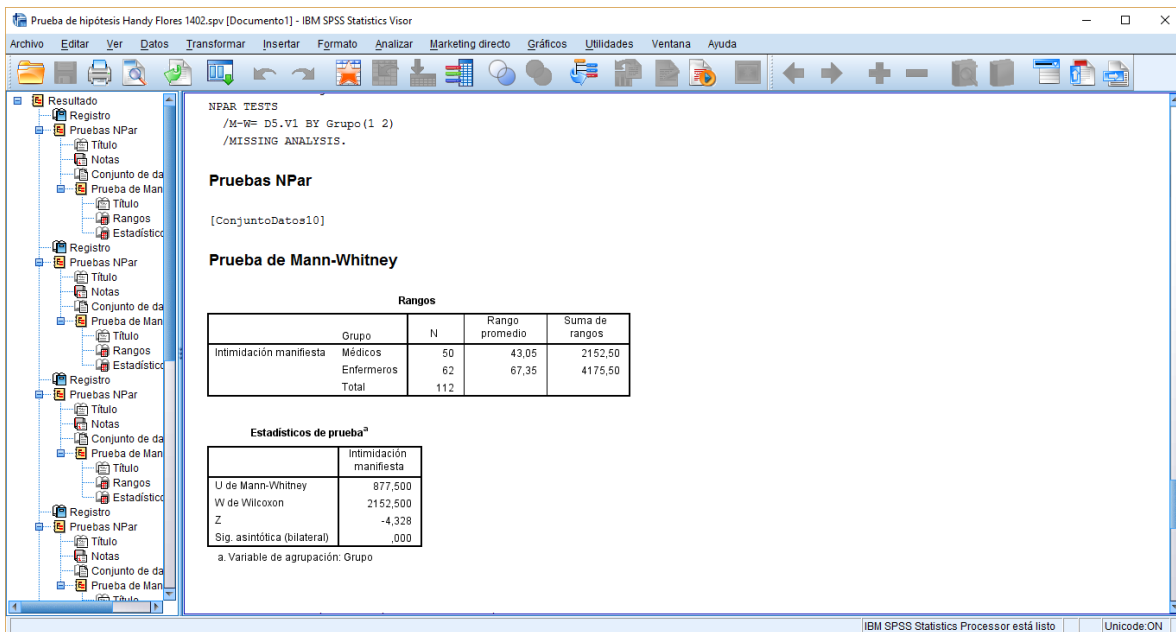 Prueba de hipótesis Handy Flores 1402.spv [Documento1] - IBM SPSS Statistics Visor
Archivo Editar Ver Datos Transformar Insertar Formato Analizar Marketing directo Gráficos Utilidades Ventana Ayuda
Resultado
Registro
Pruebas NPar
Título
Notas
Conjunto de da
Prueba de Man
Título
Rangos
Estadístico
Registro
Pruebas NPar
Título
Notas
Conjunto de da
Prueba de Man
Título
Rangos
Estadístico
Registro
Pruebas NPar
Título
Notas
Conjunto de da
Prueba de Man
Título
Rangos
Estadístico
Registro
Pruebas NPar
Título
Notas
Conjunto de da
Prueba de Man
Título
NPAR TESTS
/M-W= D5.V1 BY Grupo(1 2)
/MISSING ANALYSIS.
Pruebas NPar
[ConjuntoDatos10]
Prueba de Mann-Whitney
Rangos
Grupo N Rango promedio Suma de rangos
Intimidación manifiesta Médicos 50 43,05 2152,50
Enfermeros 62 67,35 4175,50
Total 112
Estadísticos de prueba^a
Intimidación manifiesta
U de Mann-Whitney 877,500
W de Wilcoxon 2152,500
Z -4,328
Sig. asintótica (bilateral) ,000
a. Variable de agrupación: Grupo
IBM SPSS Statistics Processor está listo Unicode:ON